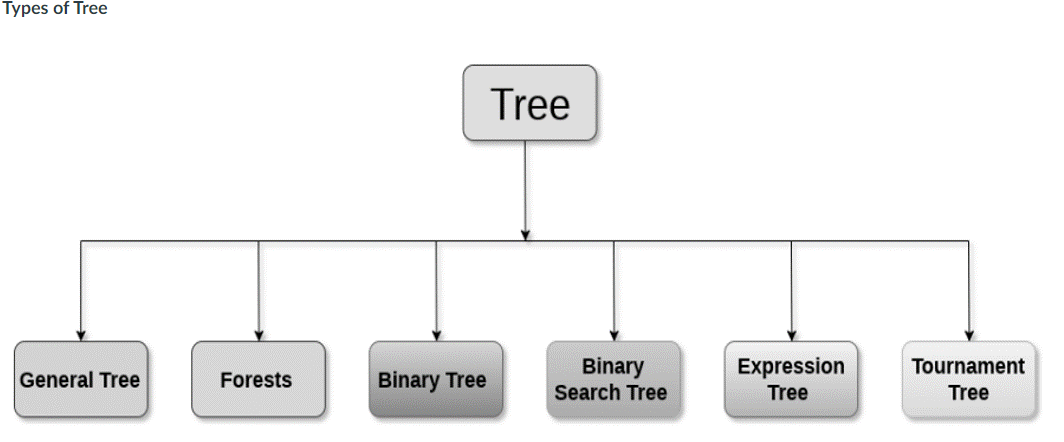 Types of Tree
Tree
General Tree
Forests
Binary Tree
Binary
Search Tree
Expression
Tree
Tournament
Tree